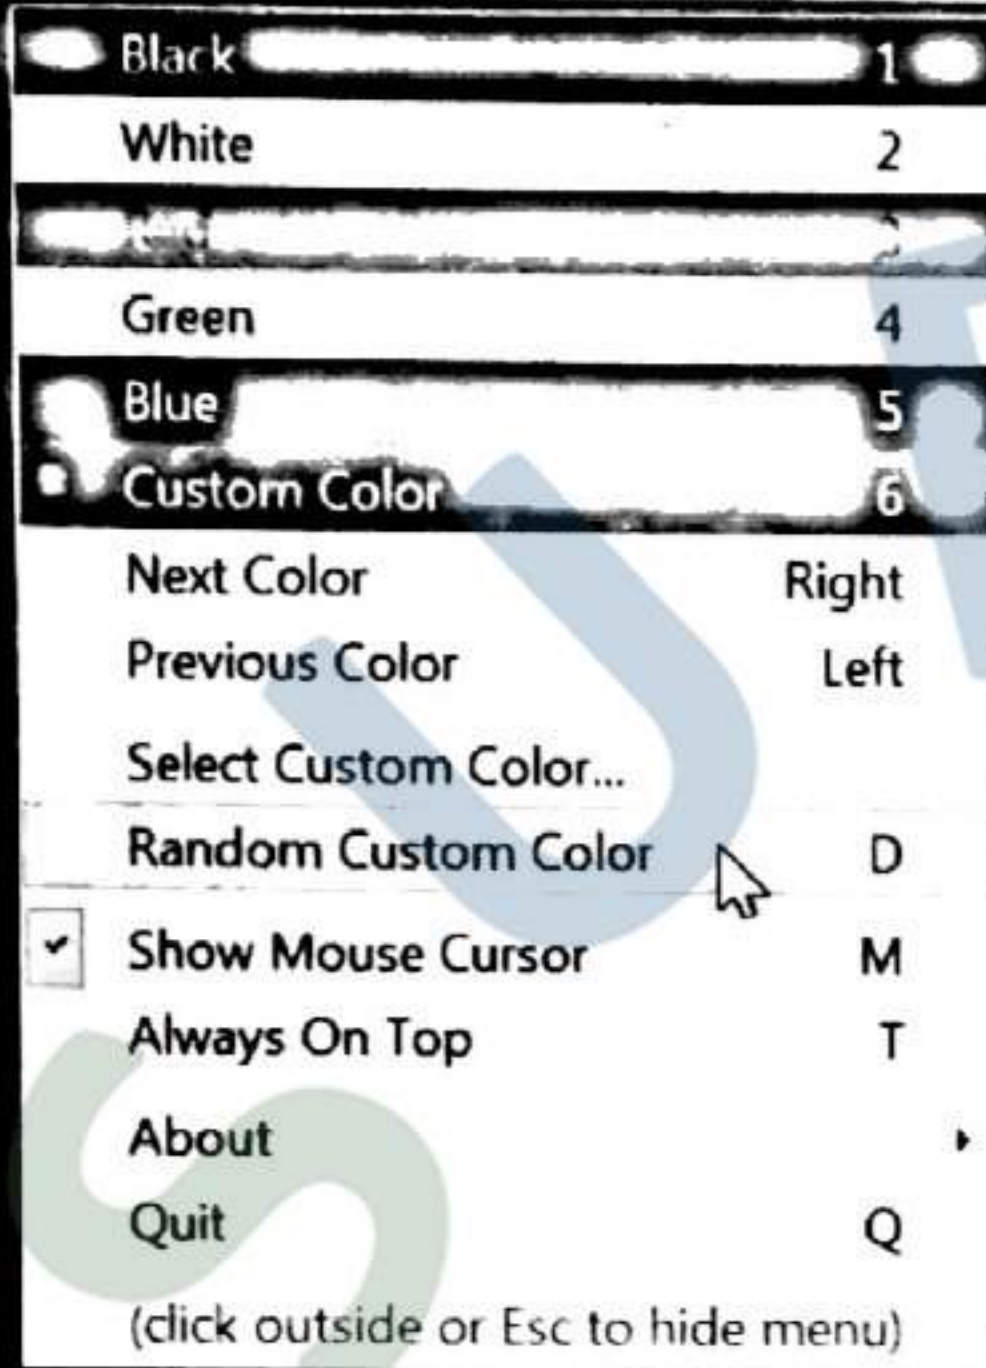 Black 1
White 2
3
Green 4
Blue 5
Custom Color 6
Next Color Right
Previous Color Left
Select Custom Color...
Random Custom Color D
Show Mouse Cursor M
Always On Top T
About
Quit Q
(click outside or Esc to hide menu)